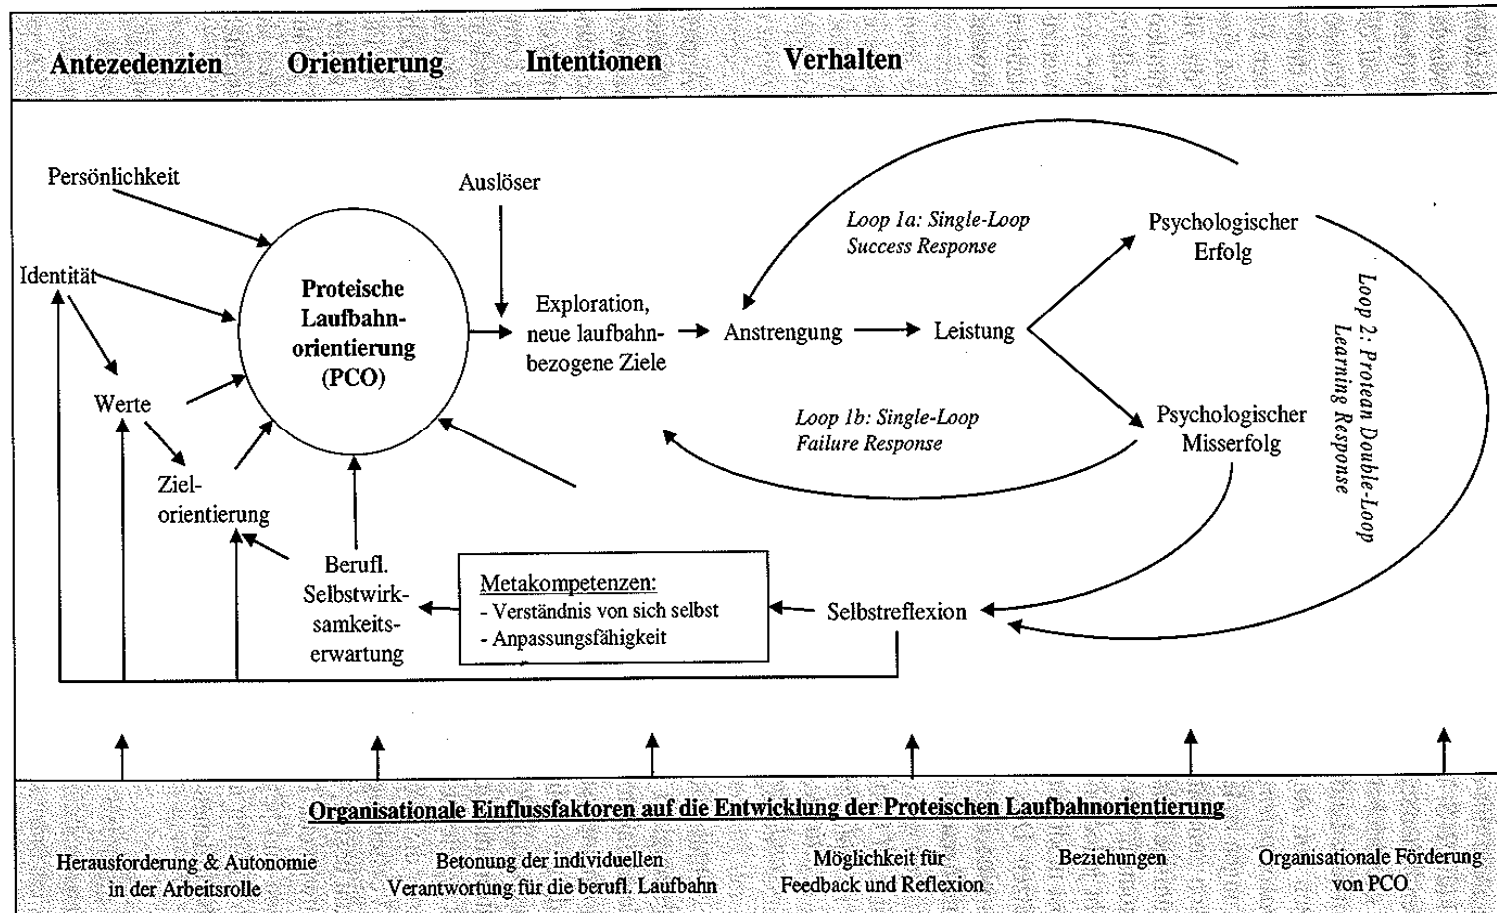 Antezedenzien Orientierung Intentionen Verhalten
Persönlichkeit
Auslöser
Identität
Proteische
Laufbahn-
orientierung
(PCO)
Exploration,
neue laufbahn-
bezogene Ziele
Anstrengung
Leistung
Loop 1a: Single-Loop
Success Response
Psychologischer
Erfolg
Loop 2: Protean Double-Loop
Learning Response
Werte
Loop 1b: Single-Loop
Failure Response
Psychologischer
Misserfolg
Ziel-
orientierung
Berufl.
Selbstwirk-
samkeits-
erwartung
Metakompetenzen:
- Verständnis von sich selbst
- Anpassungsfähigkeit
Selbstreflexion
Organisationale Einflussfaktoren auf die Entwicklung der Proteischen Laufbahnorientierung
Herausforderung & Autonomie
in der Arbeitsrolle
Betonung der individuellen
Verantwortung für die berufl. Laufbahn
Möglichkeit für
Feedback und Reflexion
Beziehungen
Organisationale Förderung
von PCO